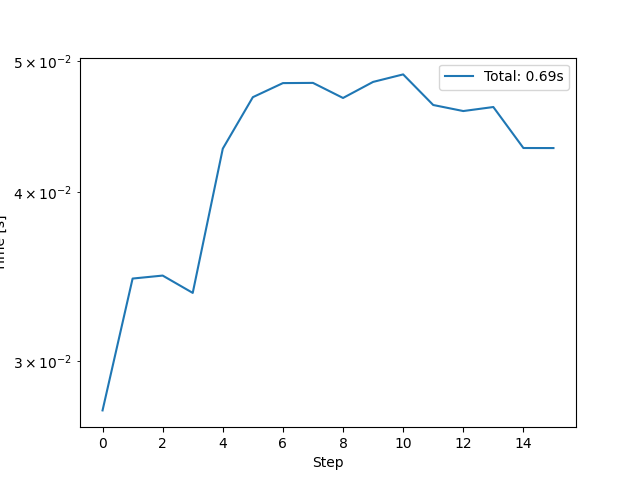 5 × 10⁻²
4 × 10⁻²
3 × 10⁻²
Time [s]
Total: 0.69s
0 2 4 6 8 10 12 14
Step